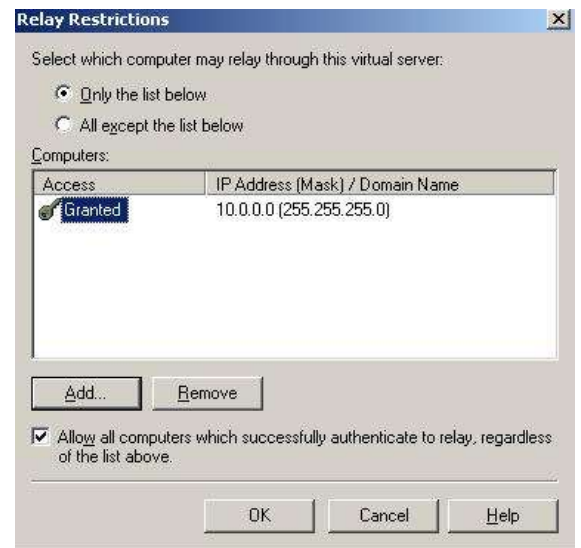 Relay Restrictions
Select which computer may relay through this virtual server:
Only the list below
All except the list below
Computers:
Access IP Address (Mask) / Domain Name
Granted 10.0.0.0 (255.255.255.0)
Add... Remove
Allow all computers which successfully authenticate to relay, regardless
of the list above.
OK Cancel Help